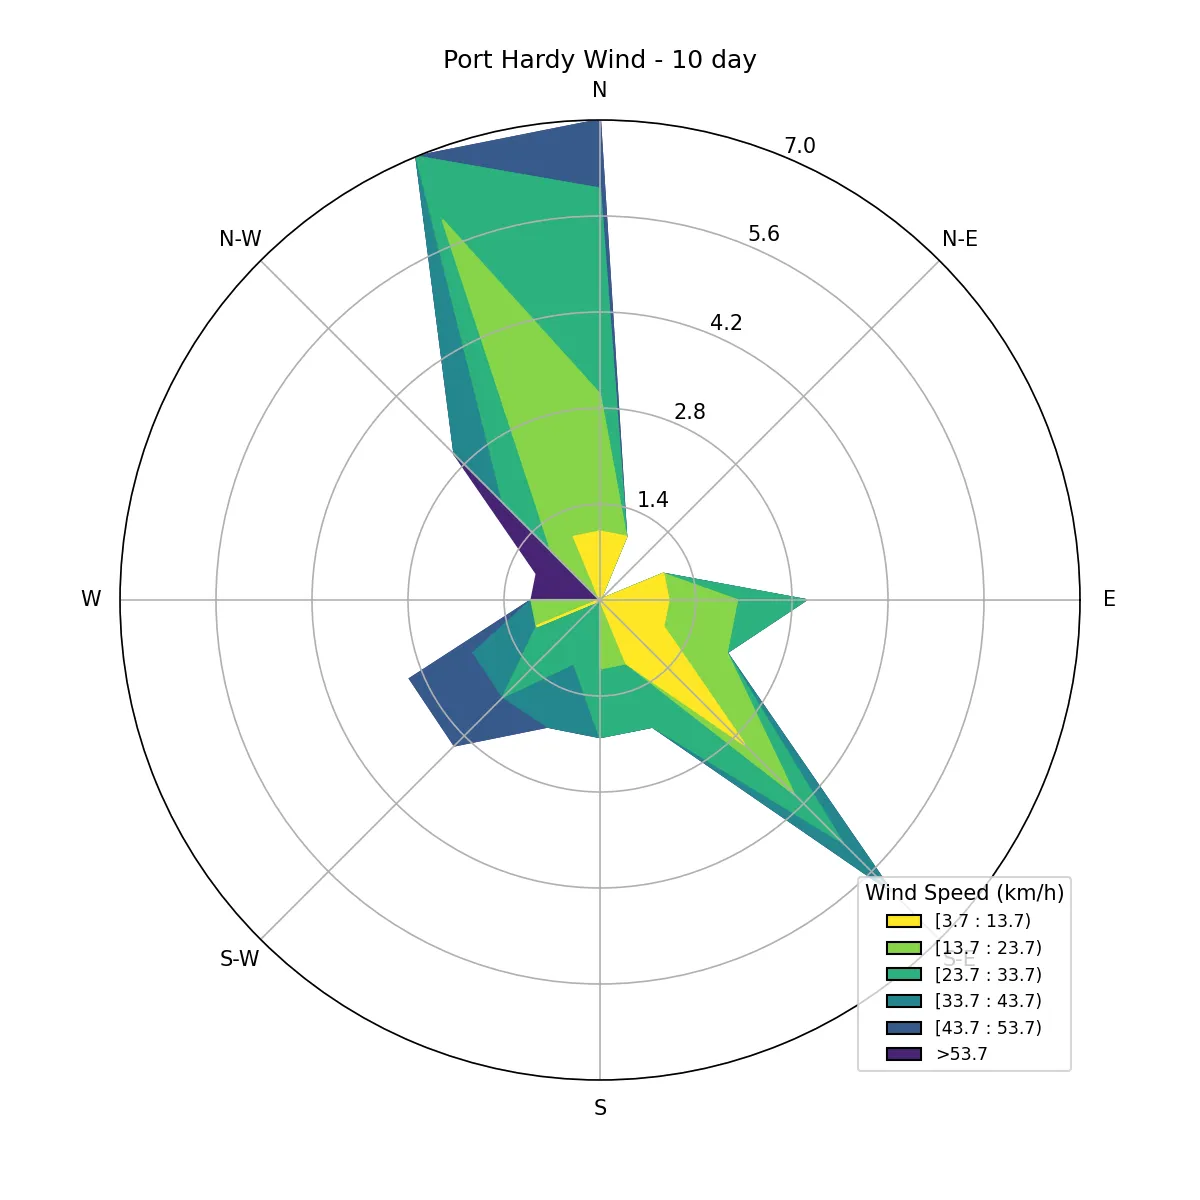 Port Hardy Wind - 10 day
N
7.0
N-W
5.6
N-E
4.2
2.8
1.4
W
E
Wind Speed (km/h)
[3.7 : 13.7)
[13.7 : 23.7)
S-W
S-E
[23.7 : 33.7)
[33.7 : 43.7)
[43.7 : 53.7)
>53.7
S